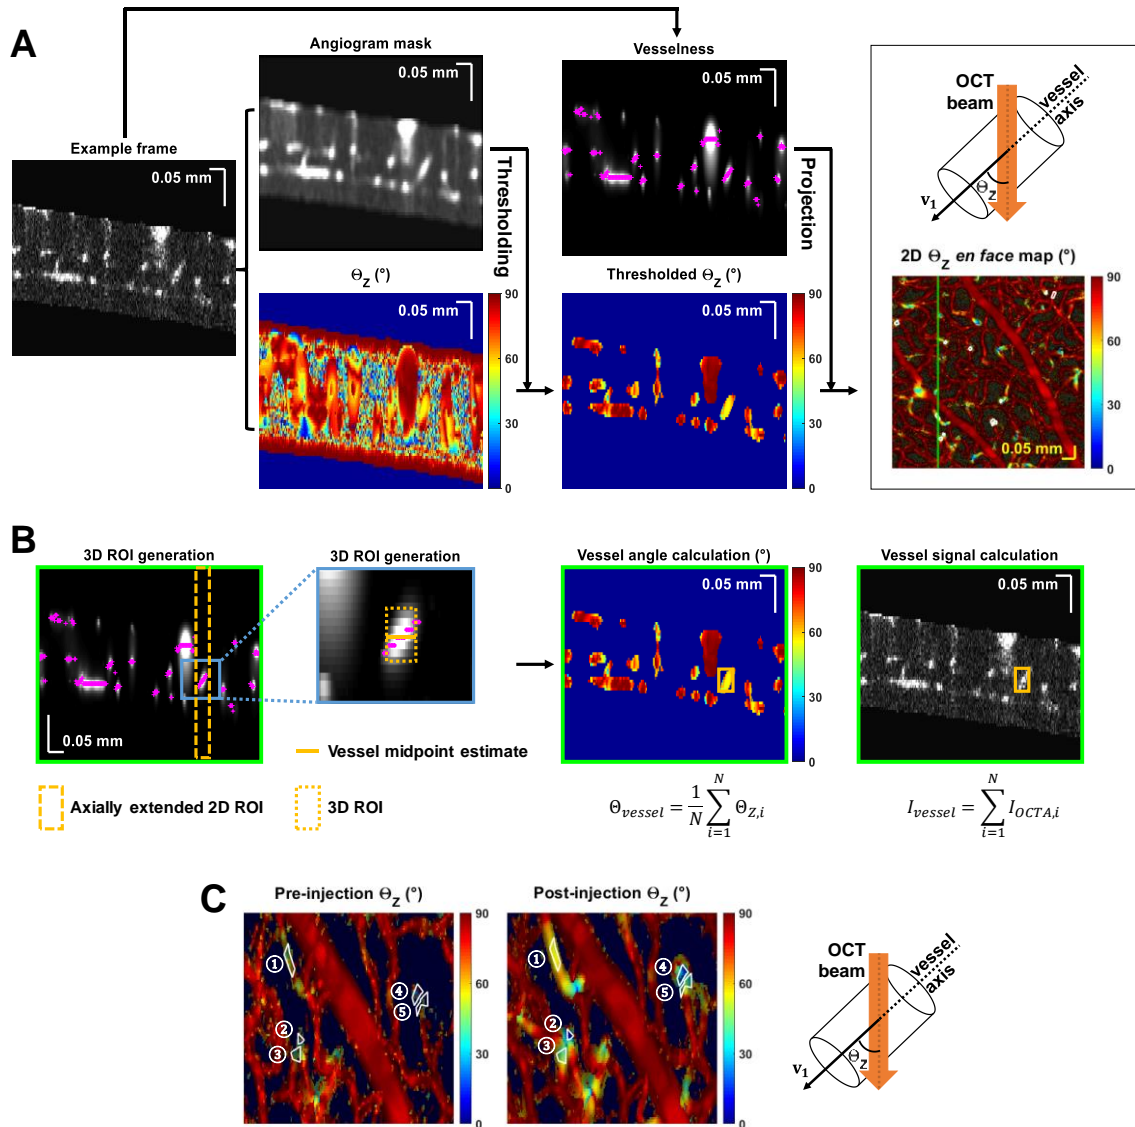 A
Example frame
0.05 mm
Angiogram mask
0.05 mm
Thresholding
Θz (°)
0.05 mm
90
60
30
0
Vesselness
0.05 mm
Projection
Thresholded Θz (°)
0.05 mm
90
60
30
0
OCT
beam
vessel
axis
Θz
v₁
2D Θz en face map (°)
0.05 mm
90
60
30
0
B
3D ROI generation
0.05 mm
3D ROI generation
Vessel midpoint estimate
Axially extended 2D ROI
3D ROI
Vessel angle calculation (°)
0.05 mm
90
60
30
0
Θvessel = 1/N ∑ᵢ₌₁ᴺ ΘZ,i
Vessel signal calculation
0.05 mm
Ivessel = ∑ᵢ₌₁ᴺ IOCTA,i
C
Pre-injection Θz (°)
①
②
③
④
⑤
90
60
30
0
Post-injection Θz (°)
①
②
③
④
⑤
90
60
30
0
OCT
beam
vessel
axis
Θz
v₁